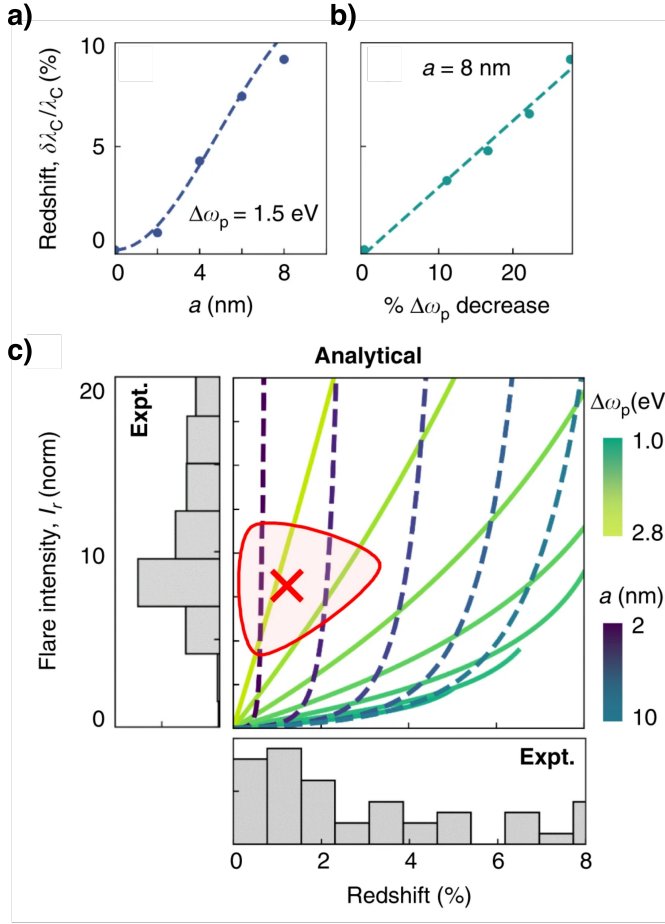 a)
b)
Redshift, δλC/λC (%)
10
5
0
Δωp = 1.5 eV
0 4 8
a (nm)
a = 8 nm
0 10 20
% Δωp decrease
c)
Analytical
Expt.
Flare intensity, Ir (norm)
20
10
0
Δωp(eV
1.0
2.8
a (nm)
2
10
Expt.
0 2 4 6 8
Redshift (%)